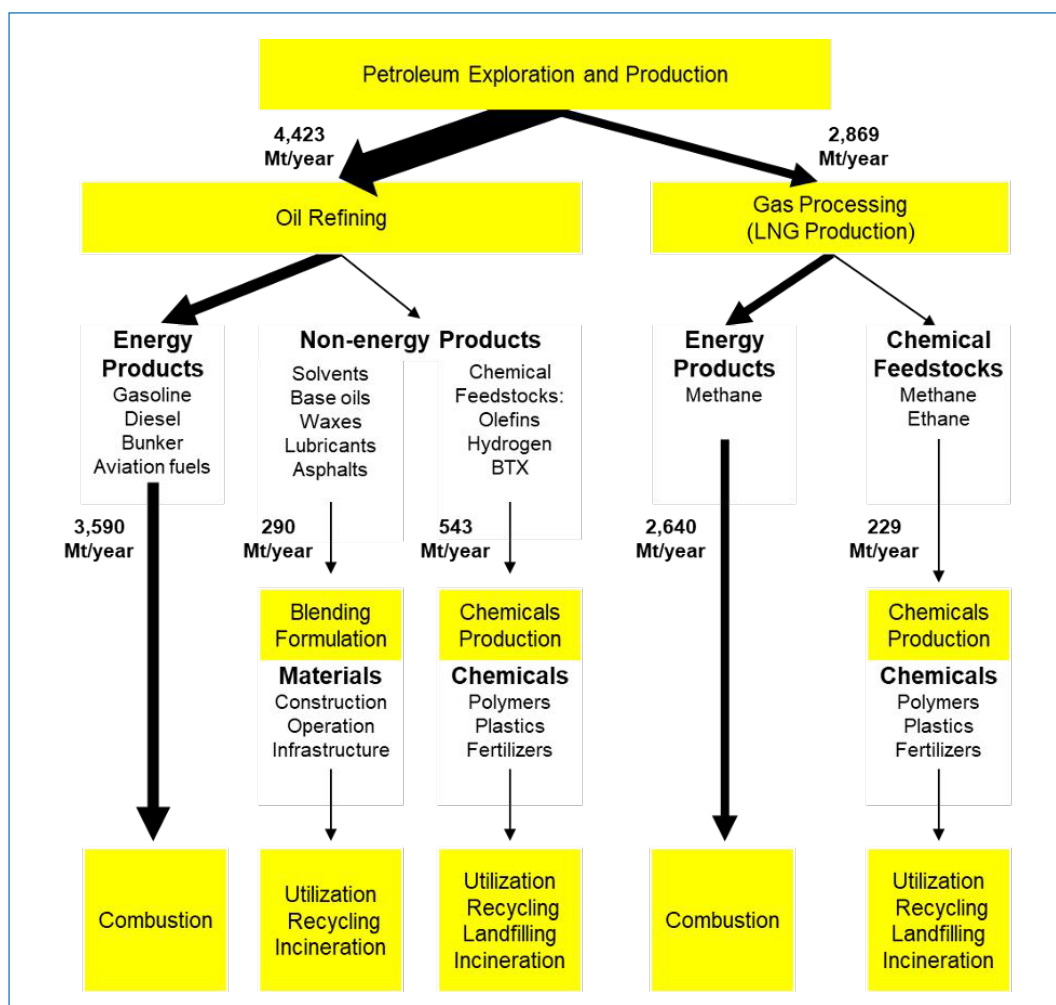 Petroleum Exploration and Production
4,423
Mt/year
2,869
Mt/year
Oil Refining
Gas Processing
(LNG Production)
Energy
Products
Gasoline
Diesel
Bunker
Aviation fuels
Non-energy Products
Solvents
Base oils
Waxes
Lubricants
Asphalts
Chemical
Feedstocks:
Olefins
Hydrogen
BTX
Energy
Products
Methane
Chemical
Feedstocks
Methane
Ethane
3,590
Mt/year
290
Mt/year
543
Mt/year
2,640
Mt/year
229
Mt/year
Blending
Formulation
Materials
Construction
Operation
Infrastructure
Chemicals
Production
Chemicals
Polymers
Plastics
Fertilizers
Chemicals
Production
Chemicals
Polymers
Plastics
Fertilizers
Combustion
Utilization
Recycling
Incineration
Utilization
Recycling
Landfilling
Incineration
Combustion
Utilization
Recycling
Landfilling
Incineration